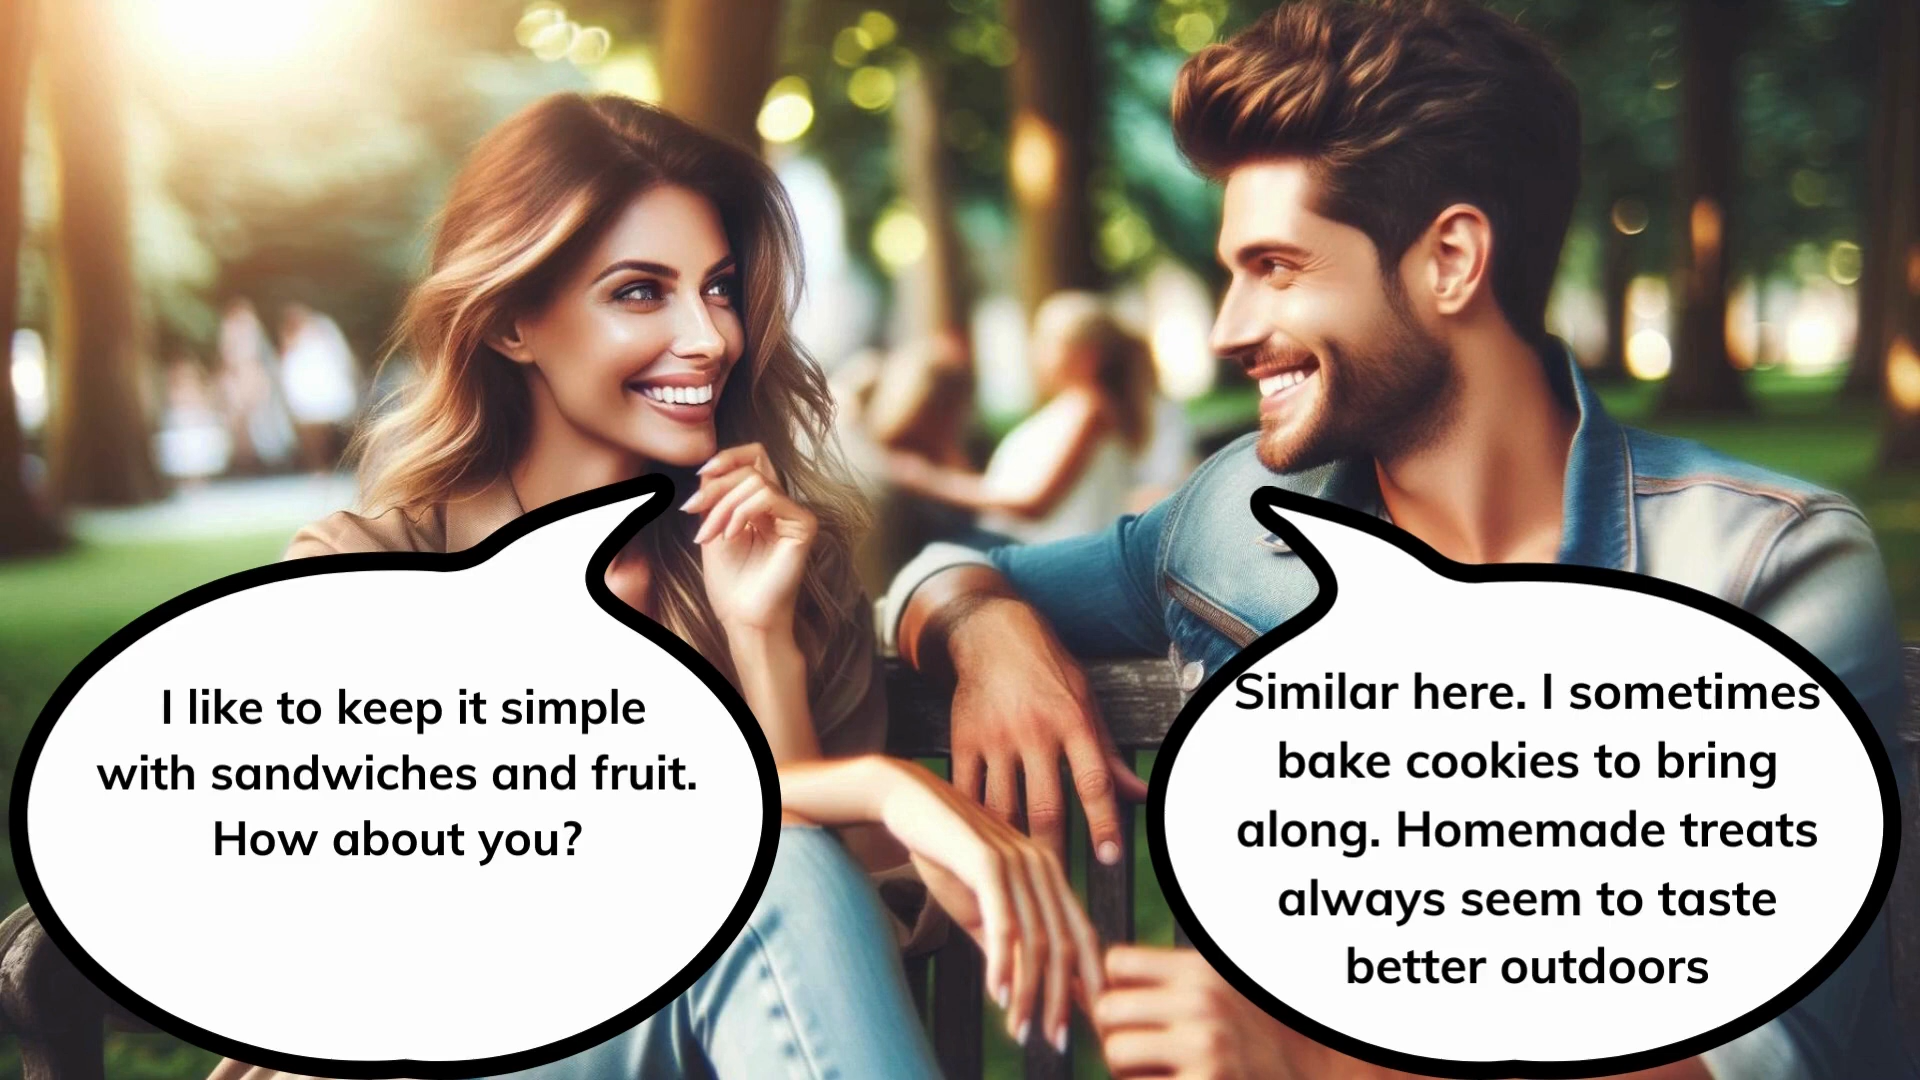 I like to keep it simple
with sandwiches and fruit.
How about you?
Similar here. I sometimes
bake cookies to bring
along. Homemade treats
always seem to taste
better outdoors